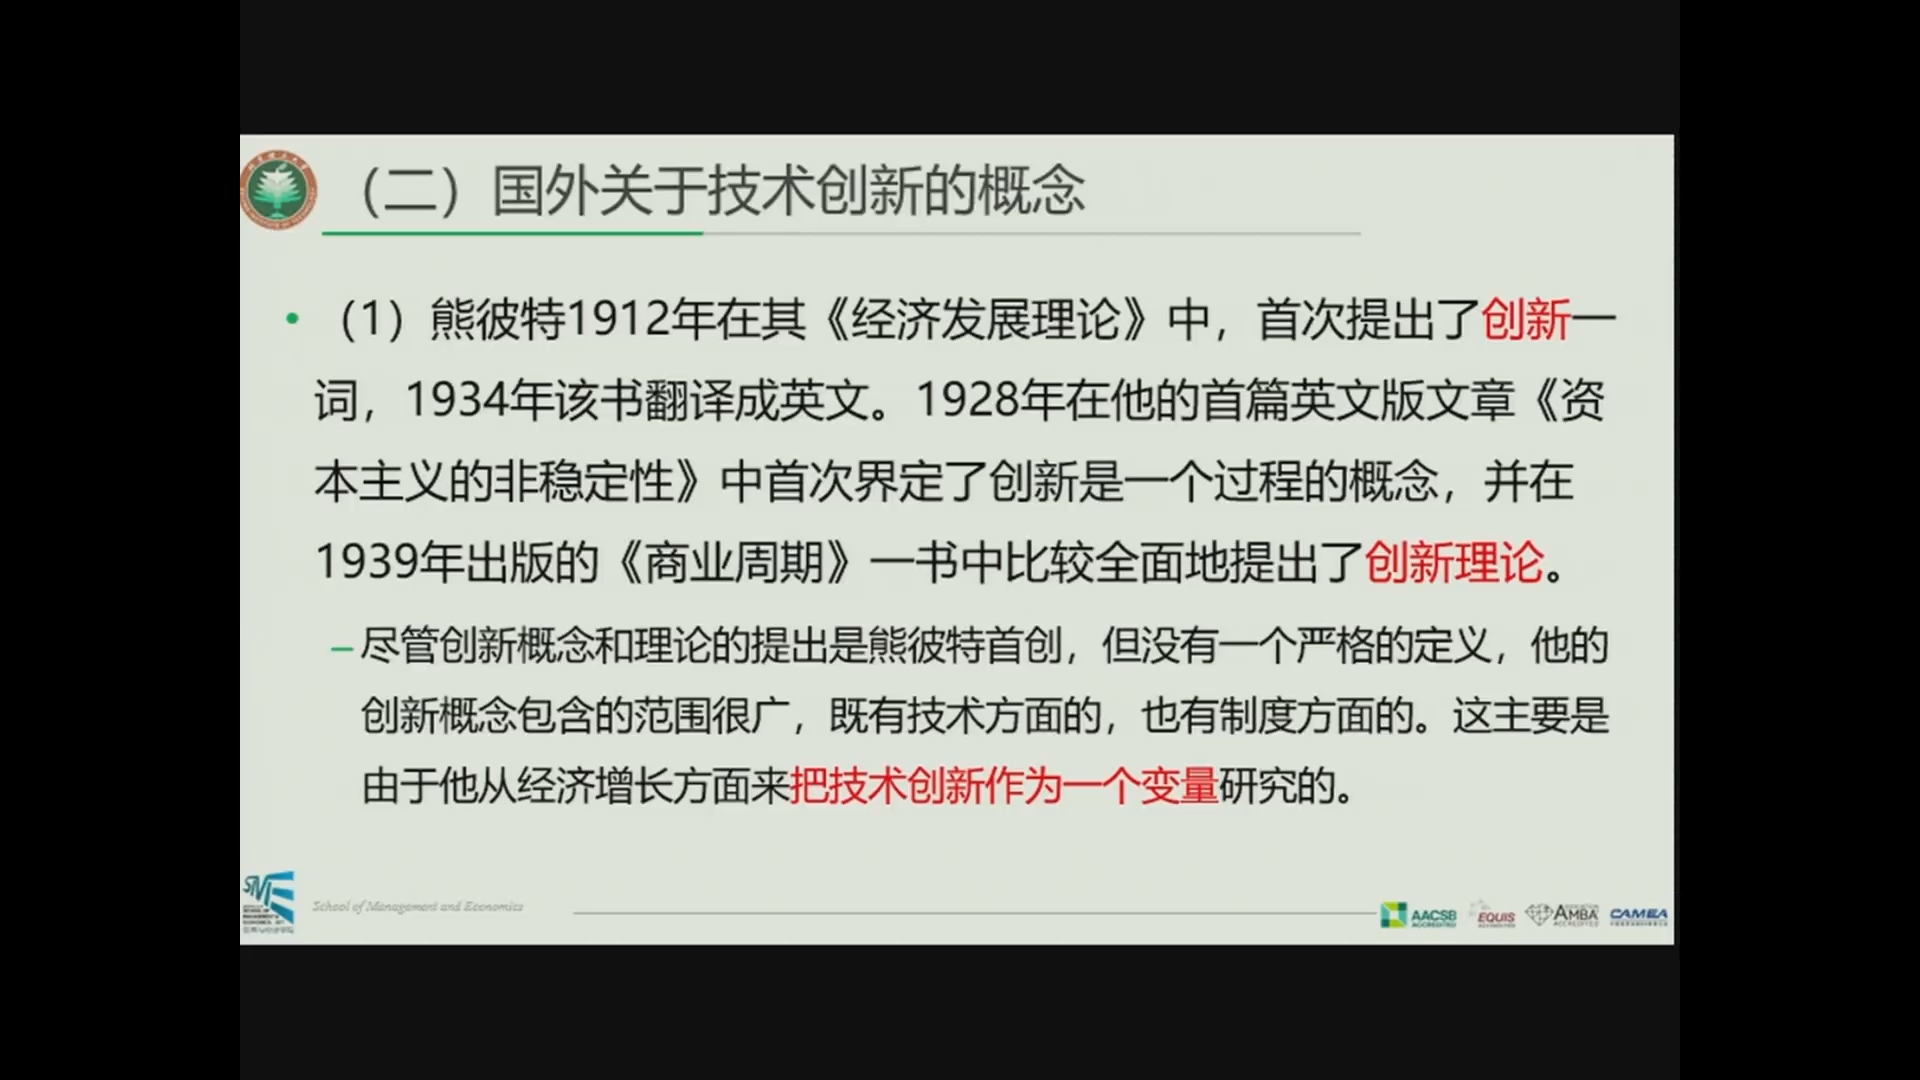 （二）国外关于技术创新的概念
• （1）熊彼特1912年在其《经济发展理论》中，首次提出了创新一
词，1934年该书翻译成英文。1928年在他的首篇英文版文章《资
本主义的非稳定性》中首次界定了创新是一个过程的概念，并在
1939年出版的《商业周期》一书中比较全面地提出了创新理论。
– 尽管创新概念和理论的提出是熊彼特首创，但没有一个严格的定义，他的
创新概念包含的范围很广，既有技术方面的，也有制度方面的。这主要是
由于他从经济增长方面来把技术创新作为一个变量研究的。
School of Management and Economics
AACSB
ACCREDITED
EQUIS
ACCREDITED
AMBA
ACCREDITED
CAMEA